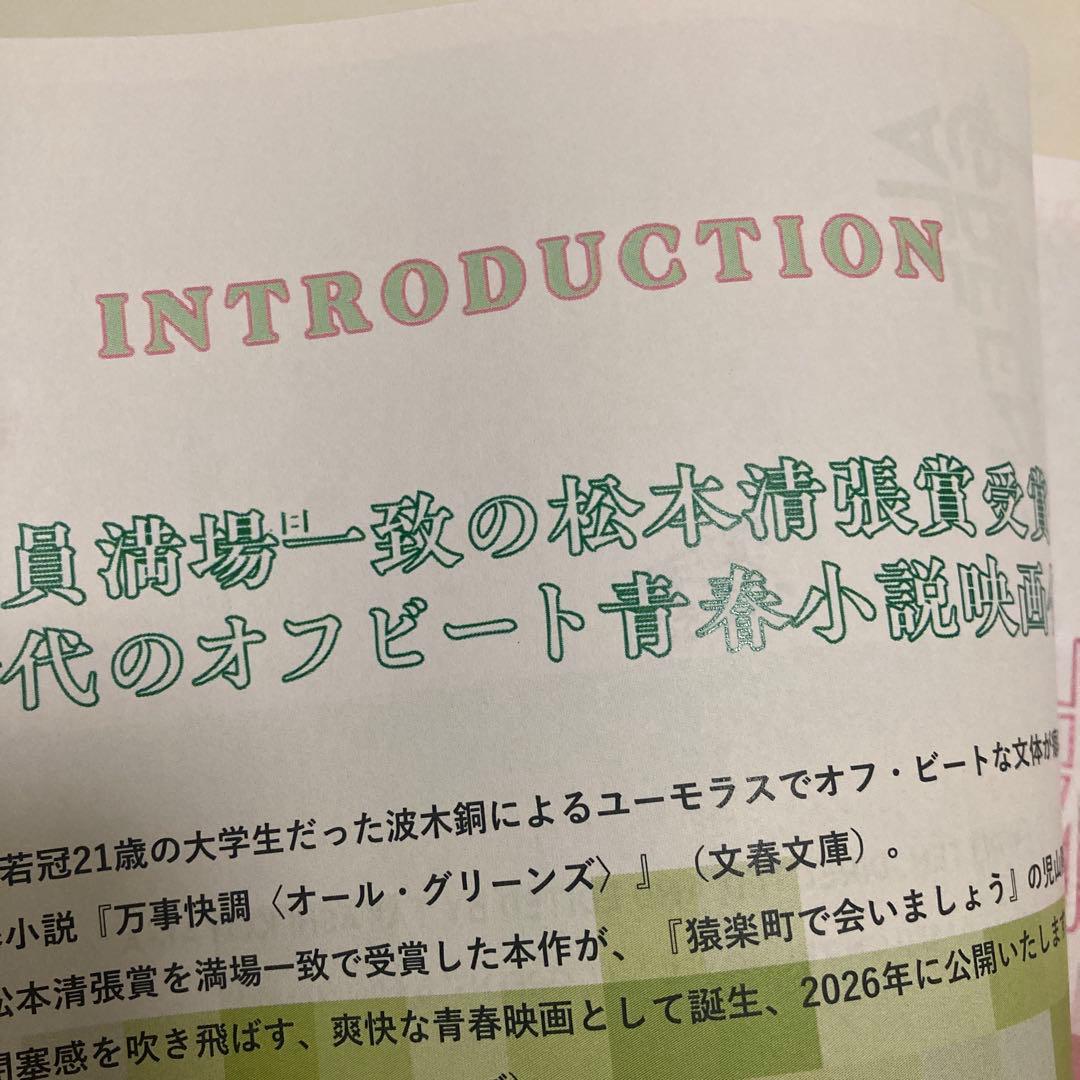 INTRODUCTION
員満場一致の松本清張賞受賞
代のオフビート青春小説映画
若冠21歳の大学生だった波木銅によるユーモラスでオフ・ビートな文体が
小説『万事快調〈オール・グリーンズ〉』(文春文庫)。
松本清張賞を満場一致で受賞した本作が、『猿楽町で会いましょう』の児山
閉塞感を吹き飛ばす、爽快な青春映画として誕生、2026年に公開いたします